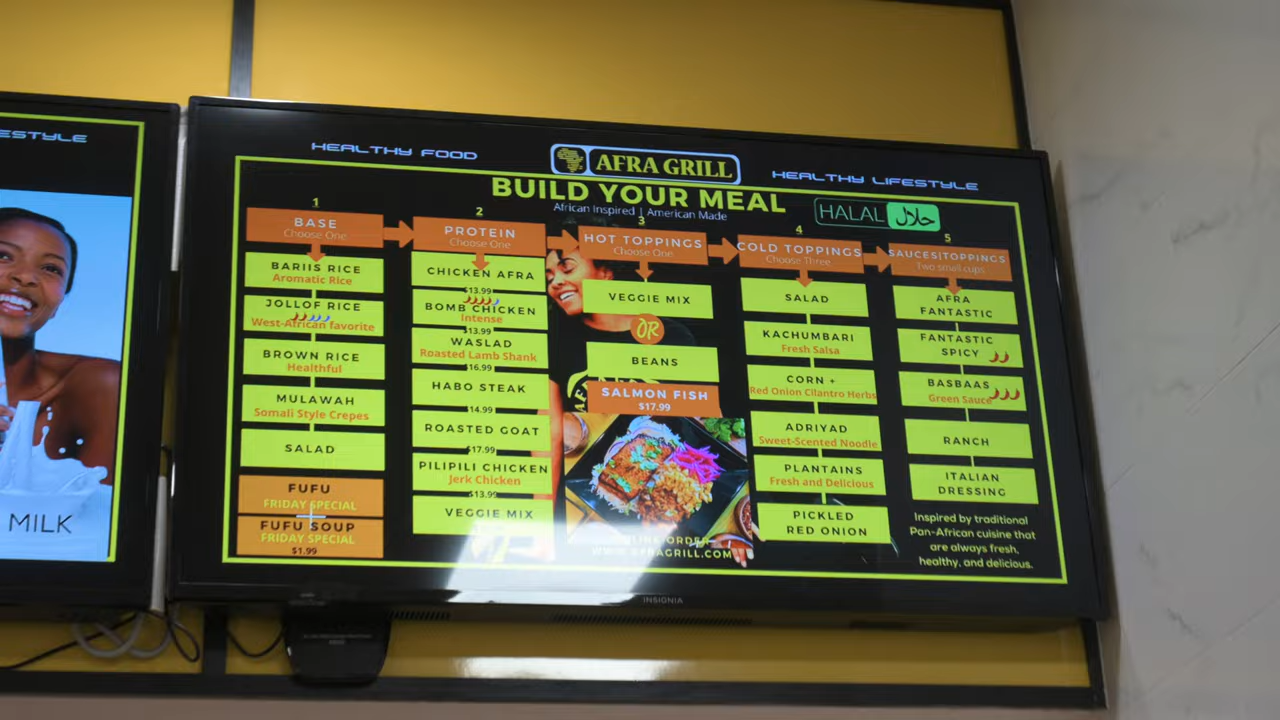 ESTYLE
MILK
HEALTHY FOOD
AFRA GRILL
HEALTHY LIFESTYLE
BUILD YOUR MEAL
African Inspired | American Made
HALAL حلال
1
BASE
Choose One
BARIIS RICE
Aromatic Rice
JOLLOF RICE
West-African favorite
BROWN RICE
Healthful
MULAWAH
Somali Style Crepes
SALAD
FUFU
FRIDAY SPECIAL
FUFU SOUP
FRIDAY SPECIAL
$1.99
2
PROTEIN
Choose One
CHICKEN AFRA
$13.99
BOMB CHICKEN
Intense
$13.99
WASLAD
Roasted Lamb Shank
$16.99
HABO STEAK
14.99
ROASTED GOAT
$17.99
PILIPILI CHICKEN
Jerk Chicken
$13.99
VEGGIE MIX
3
HOT TOPPINGS
Choose One
VEGGIE MIX
OR
BEANS
SALMON FISH
$17.99
ORDER
WWW.AFRAGRILL.COM
4
COLD TOPPINGS
Choose Three
SALAD
KACHUMBARI
Fresh Salsa
CORN +
Red Onion Cilantro Herbs
ADRIYAD
Sweet-Scented Noodle
PLANTAINS
Fresh and Delicious
PICKLED
RED ONION
5
SAUCES|TOPPINGS
Two small cups
AFRA
FANTASTIC
FANTASTIC
SPICY
BASBAAS
Green Sauce
RANCH
ITALIAN
DRESSING
Inspired by traditional
Pan-African cuisine that
are always fresh,
healthy, and delicious.
INSIGNIA